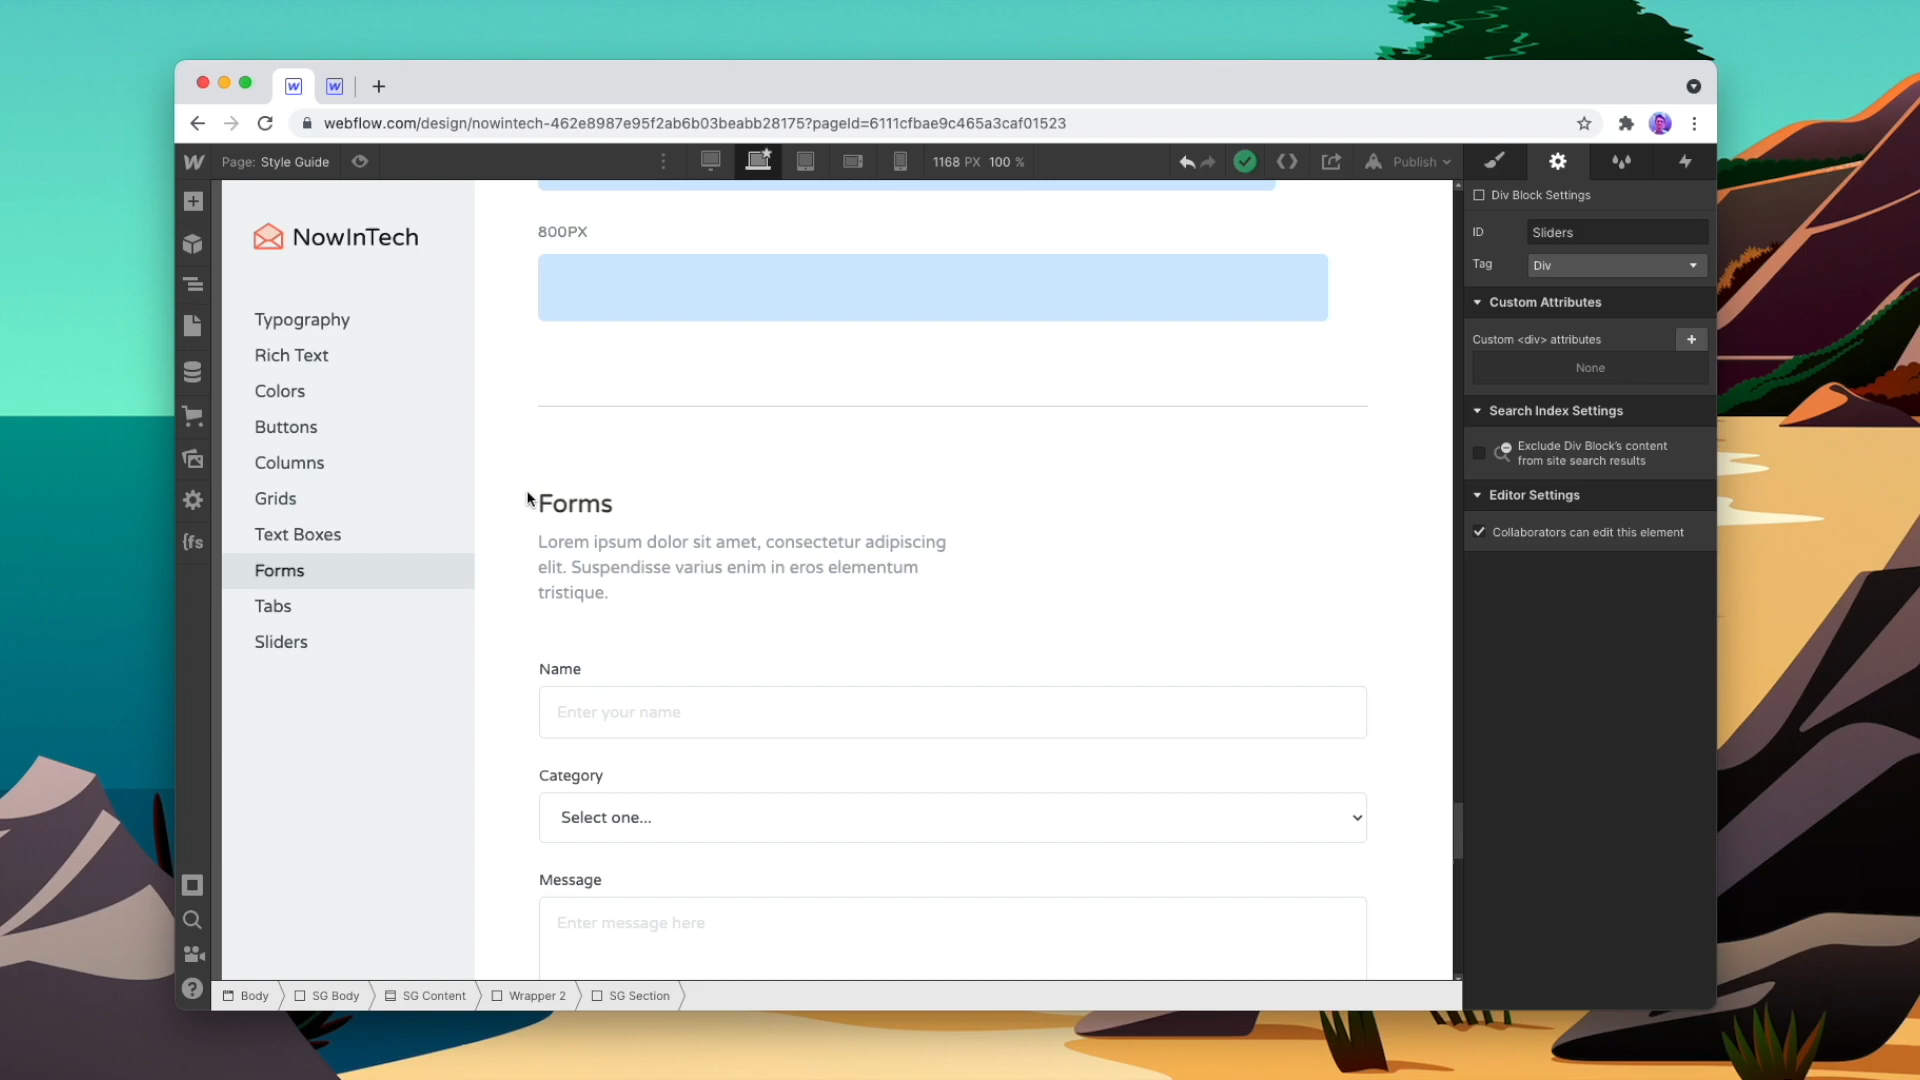 webflow.com/design/nowintech-462e8987e95f2ab6b03beabb28175?pageId=6111cfbae9c465a3caf01523
Page: Style Guide
1168 PX 100 %
Publish
NowInTech
Typography
Rich Text
Colors
Buttons
Columns
Grids
Text Boxes
Forms
Tabs
Sliders
800PX
Forms
Lorem ipsum dolor sit amet, consectetur adipiscing
elit. Suspendisse varius enim in eros elementum
tristique.
Name
Enter your name
Category
Select one...
Message
Enter message here
Div Block Settings
ID Sliders
Tag Div
Custom Attributes
Custom <div> attributes
+
None
Search Index Settings
Exclude Div Block's content
from site search results
Editor Settings
Collaborators can edit this element
{fs
Body SG Body SG Content Wrapper 2 SG Section